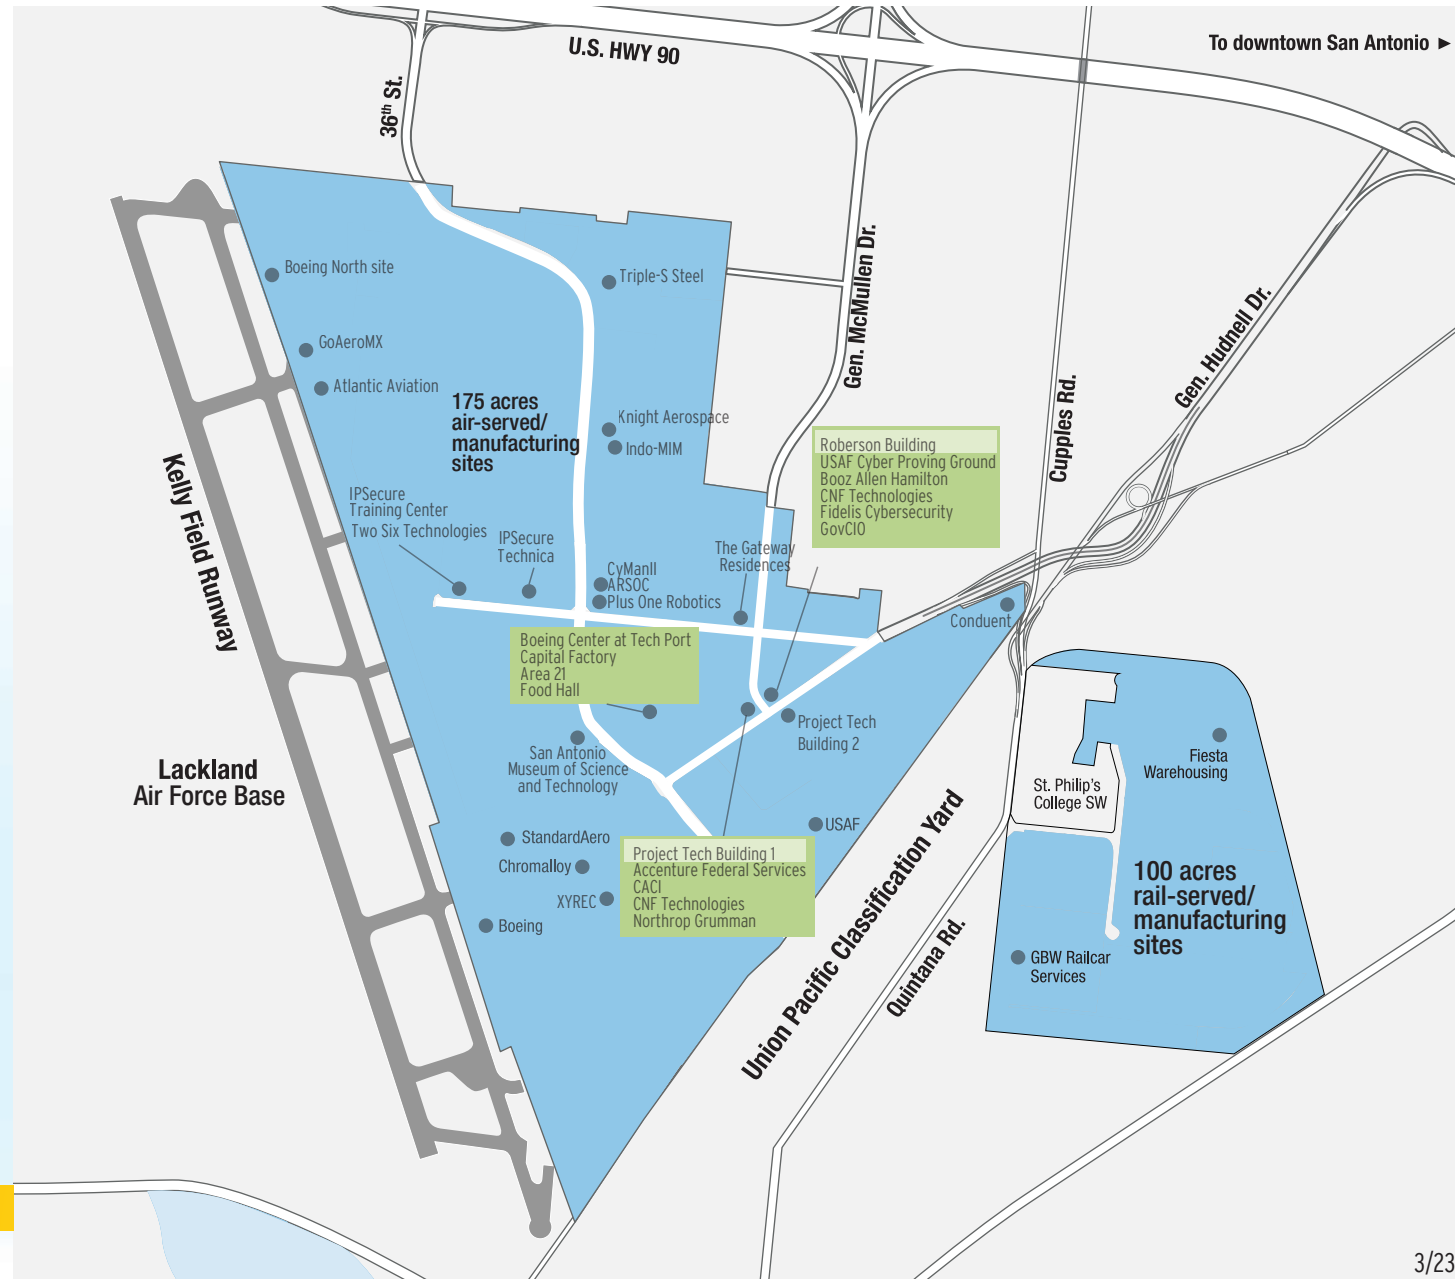 U.S. HWY 90
To downtown San Antonio ►
36th St.
Gen. McMullen Dr.
Cupples Rd.
Gen. Hudnell Dr.
Boeing North site
Triple-S Steel
GoAeroMX
Atlantic Aviation
175 acres
air-served/
manufacturing
sites
Knight Aerospace
Indo-MIM
Roberson Building
USAF Cyber Proving Ground
Booz Allen Hamilton
CNF Technologies
Fidelis Cybersecurity
GovCIO
Kelly Field Runway
IPSecure
Training Center
Two Six Technologies
IPSecure
Technica
The Gateway
Residences
CyManII
ARSOC
Plus One Robotics
Conduent
Boeing Center at Tech Port
Capital Factory
Area 21
Food Hall
Project Tech
Building 2
San Antonio
Museum of Science
and Technology
Lackland
Air Force Base
Fiesta
Warehousing
St. Philip's
College SW
StandardAero
Chromalloy
XYREC
Boeing
USAF
Project Tech Building 1
Accenture Federal Services
CACI
CNF Technologies
Northrop Grumman
Union Pacific Classification Yard
Quintana Rd.
100 acres
rail-served/
manufacturing
sites
GBW Railcar
Services
3/23